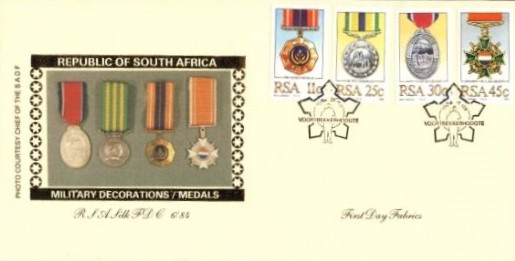 REPUBLIC OF SOUTH AFRICA
PHOTO COURTESY CHIEF OF THE S A D F
MILITARY DECORATIONS / MEDALS
R.S.A. Silk F.D.C. 6/84
RSA 11c
RSA 25c
RSA 30c
RSA 45c
VOORTREKKERHOOGTE
VOORTREKKERHOOGTE
First Day Fabrics